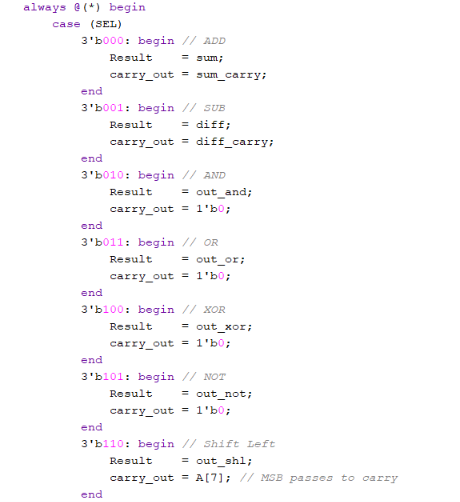 always @(*) begin
    case (SEL)
        3'b000: begin // ADD
            Result    = sum;
            carry_out = sum_carry;
        end
        3'b001: begin // SUB
            Result    = diff;
            carry_out = diff_carry;
        end
        3'b010: begin // AND
            Result    = out_and;
            carry_out = 1'b0;
        end
        3'b011: begin // OR
            Result    = out_or;
            carry_out = 1'b0;
        end
        3'b100: begin // XOR
            Result    = out_xor;
            carry_out = 1'b0;
        end
        3'b101: begin // NOT
            Result    = out_not;
            carry_out = 1'b0;
        end
        3'b110: begin // Shift Left
            Result    = out_shl;
            carry_out = A[7]; // MSB passes to carry
        end